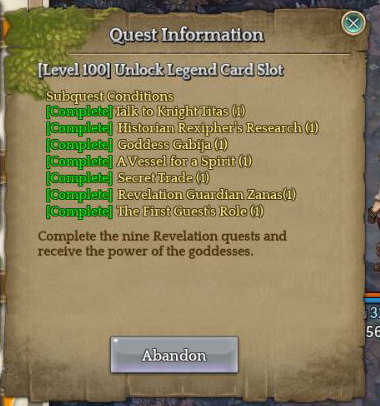 Quest Information
[Level 100] Unlock Legend Card Slot
Subquest Conditions
[Complete] Talk to Knight Titas (1)
[Complete] Historian Rexipher's Research (1)
[Complete] Goddess Gabija (1)
[Complete] A Vessel for a Spirit (1)
[Complete] Secret Trade (1)
[Complete] Revelation Guardian Zanas(1)
[Complete] The First Guest's Role (1)
Complete the nine Revelation quests and
receive the power of the goddesses.
Abandon